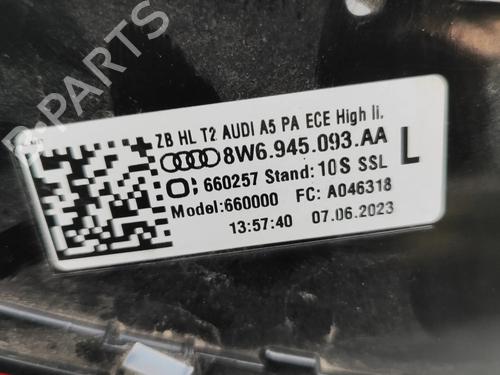 ZB HL T2 AUDI A5 PA ECE High li.
8W6.945.093.AA L
: 660257 Stand: 10S SSL
Model:660000 FC: A046318
13:57:40 07.06.2023
B-PARTS